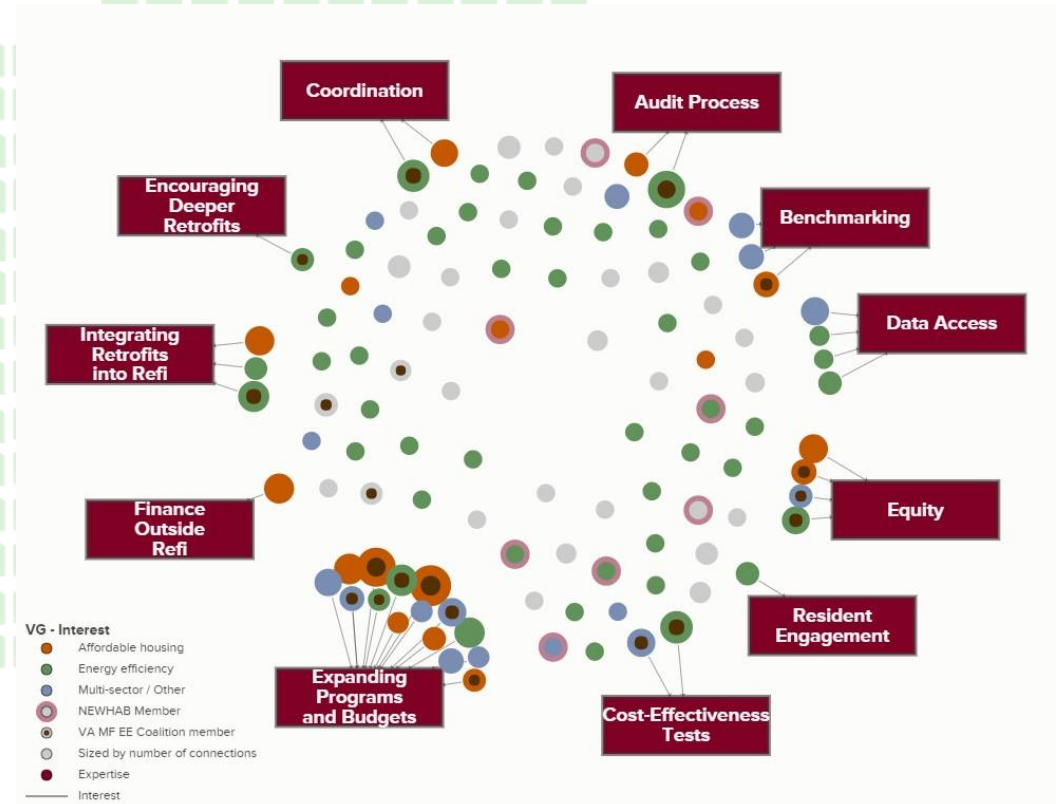 Coordination
Audit Process
Encouraging
Deeper
Retrofits
Benchmarking
Integrating
Retrofits
into Refi
Data Access
Finance
Outside
Refi
Equity
Resident
Engagement
Expanding
Programs
and Budgets
Cost-Effectiveness
Tests
VG - Interest
Affordable housing
Energy efficiency
Multi-sector / Other
NEWHAB Member
VA MF EE Coalition member
Sized by number of connections
Expertise
Interest